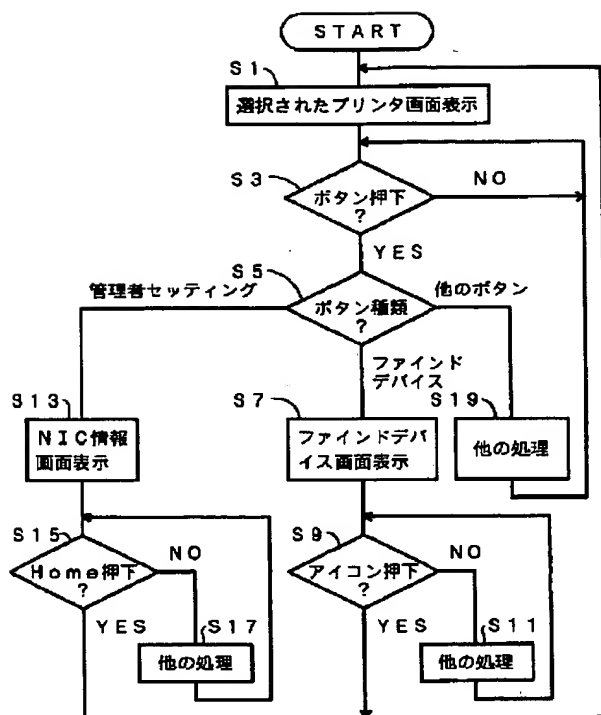 START
S1
選択されたプリンタ画面表示
S3
ボタン押下
?
NO
YES
S5
管理者セッティング
ボタン種類
?
他のボタン
ファインド
デバイス
S13
NIC情報
画面表示
S7
ファインドデバ
イス画面表示
S19
他の処理
S15
Home押下
?
NO
YES
S17
他の処理
S9
アイコン押下
?
NO
YES
S11
他の処理